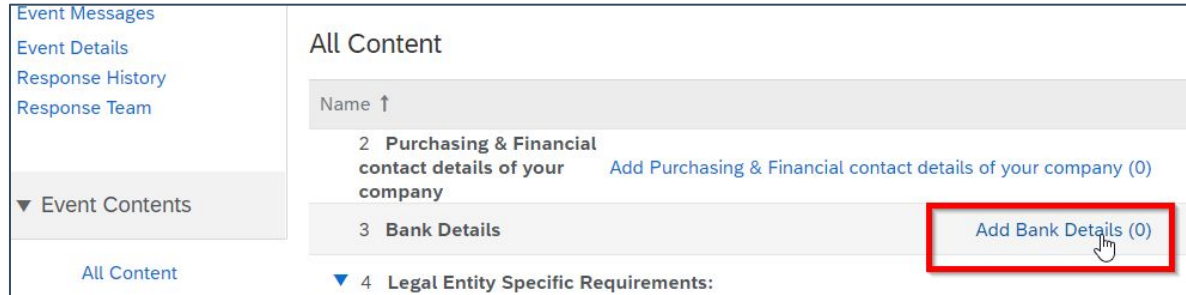 Event Messages
Event Details
Response History
Response Team
▼ Event Contents
All Content
All Content
Name ↑
2 Purchasing & Financial
contact details of your
company
Add Purchasing & Financial contact details of your company (0)
3 Bank Details
Add Bank Details (0)
▼ 4 Legal Entity Specific Requirements: